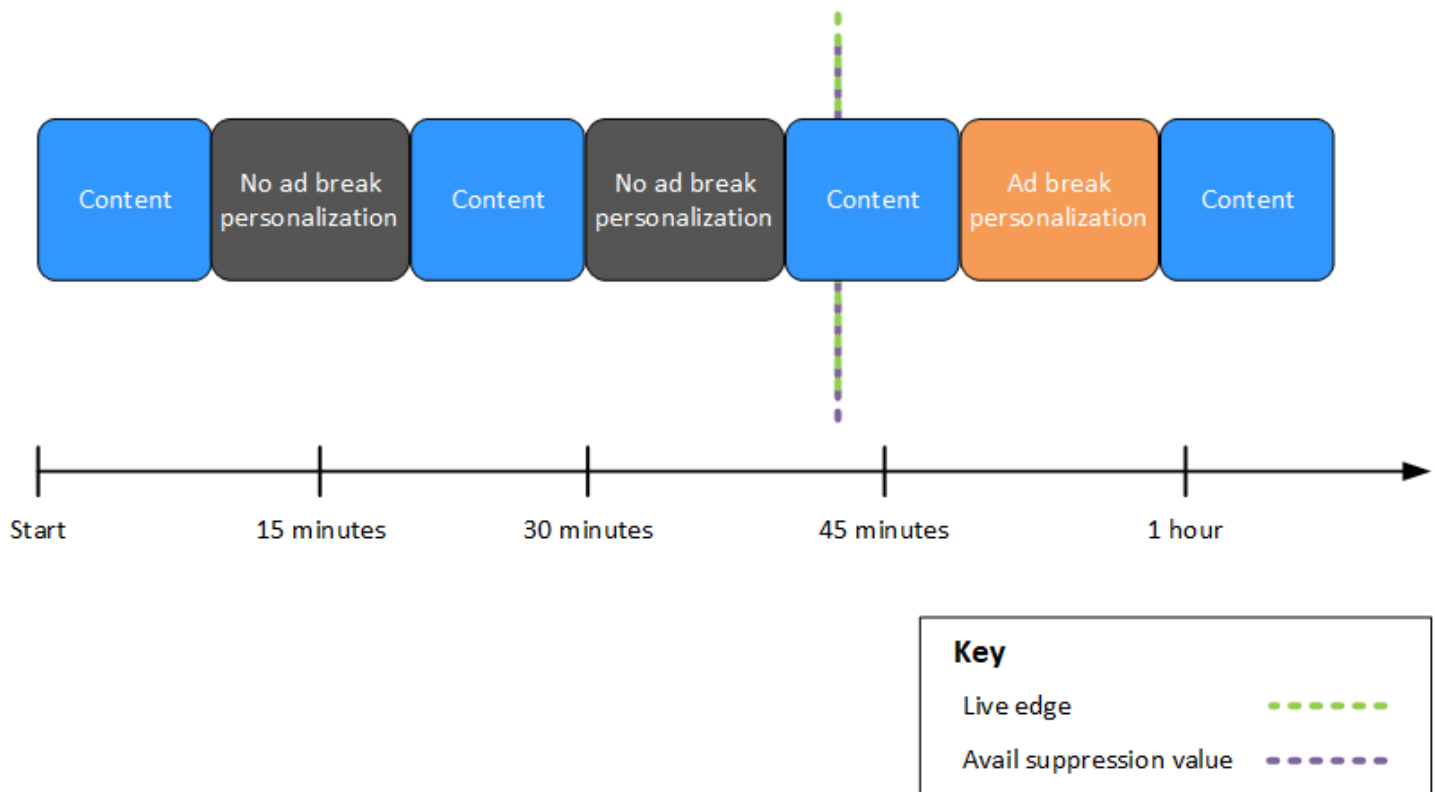 Content
No ad break
personalization
Content
No ad break
personalization
Content
Ad break
personalization
Content
Start
15 minutes
30 minutes
45 minutes
1 hour
Key
Live edge
Avail suppression value